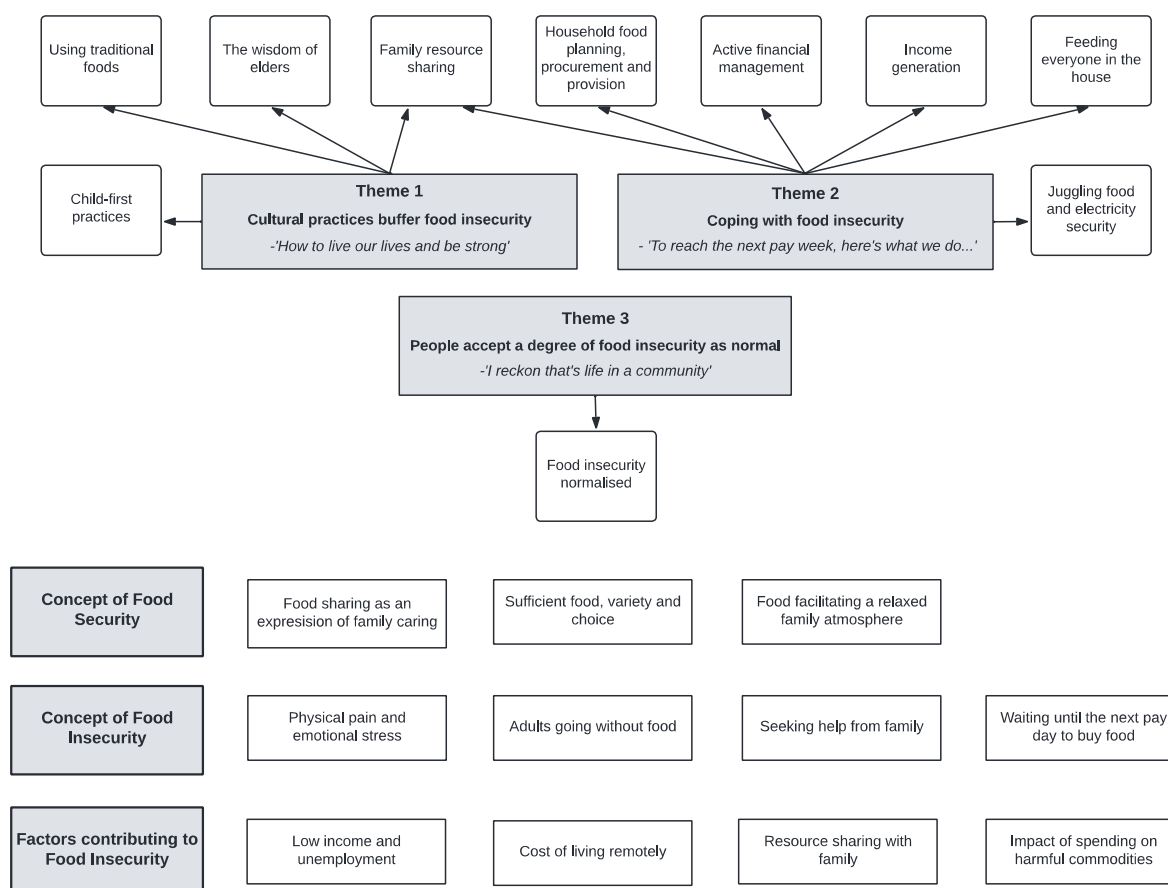 Using traditional
foods
The wisdom of
elders
Family resource
sharing
Household food
planning,
procurement and
provision
Active financial
management
Income
generation
Feeding
everyone in the
house
Child-first
practices
Theme 1
Cultural practices buffer food insecurity
-'How to live our lives and be strong'
Theme 2
Coping with food insecurity
- 'To reach the next pay week, here's what we do...'
Juggling food
and electricity
security
Theme 3
People accept a degree of food insecurity as normal
-'I reckon that's life in a community'
Food insecurity
normalised
Concept of Food
Security
Food sharing as an
expresision of family caring
Sufficient food, variety and
choice
Food facilitating a relaxed
family atmosphere
Concept of Food
Insecurity
Physical pain and
emotional stress
Adults going without food
Seeking help from family
Waiting until the next pay
day to buy food
Factors contributing to
Food Insecurity
Low income and
unemployment
Cost of living remotely
Resource sharing with
family
Impact of spending on
harmful commodities